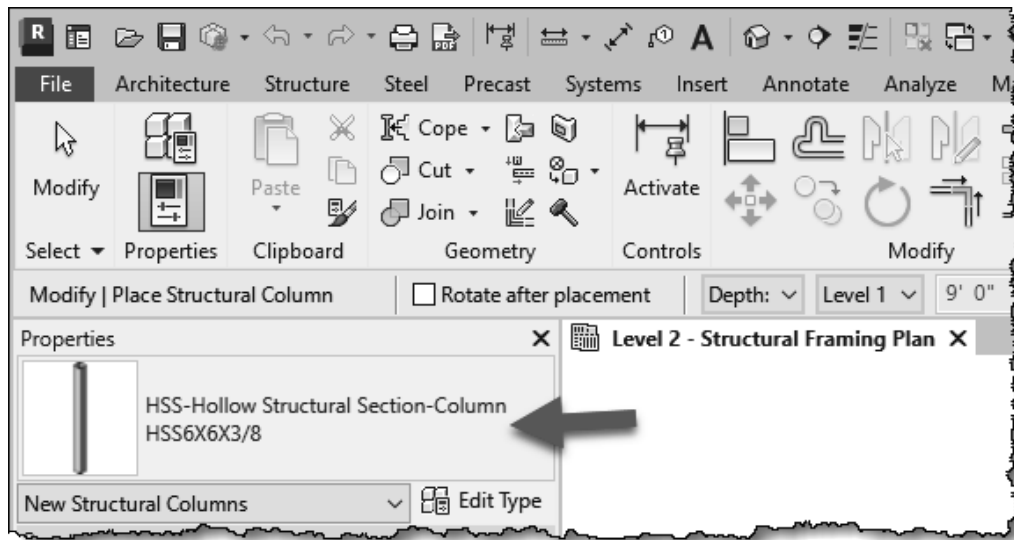 R PDF A
File Architecture Structure Steel Precast Systems Insert Annotate Analyze
Modify Paste Cope Cut Join Activate
Select Properties Clipboard Geometry Controls Modify
Modify | Place Structural Column Rotate after placement Depth: Level 1 9' 0"
Properties Level 2 - Structural Framing Plan
HSS-Hollow Structural Section-Column
HSS6X6X3/8
New Structural Columns Edit Type